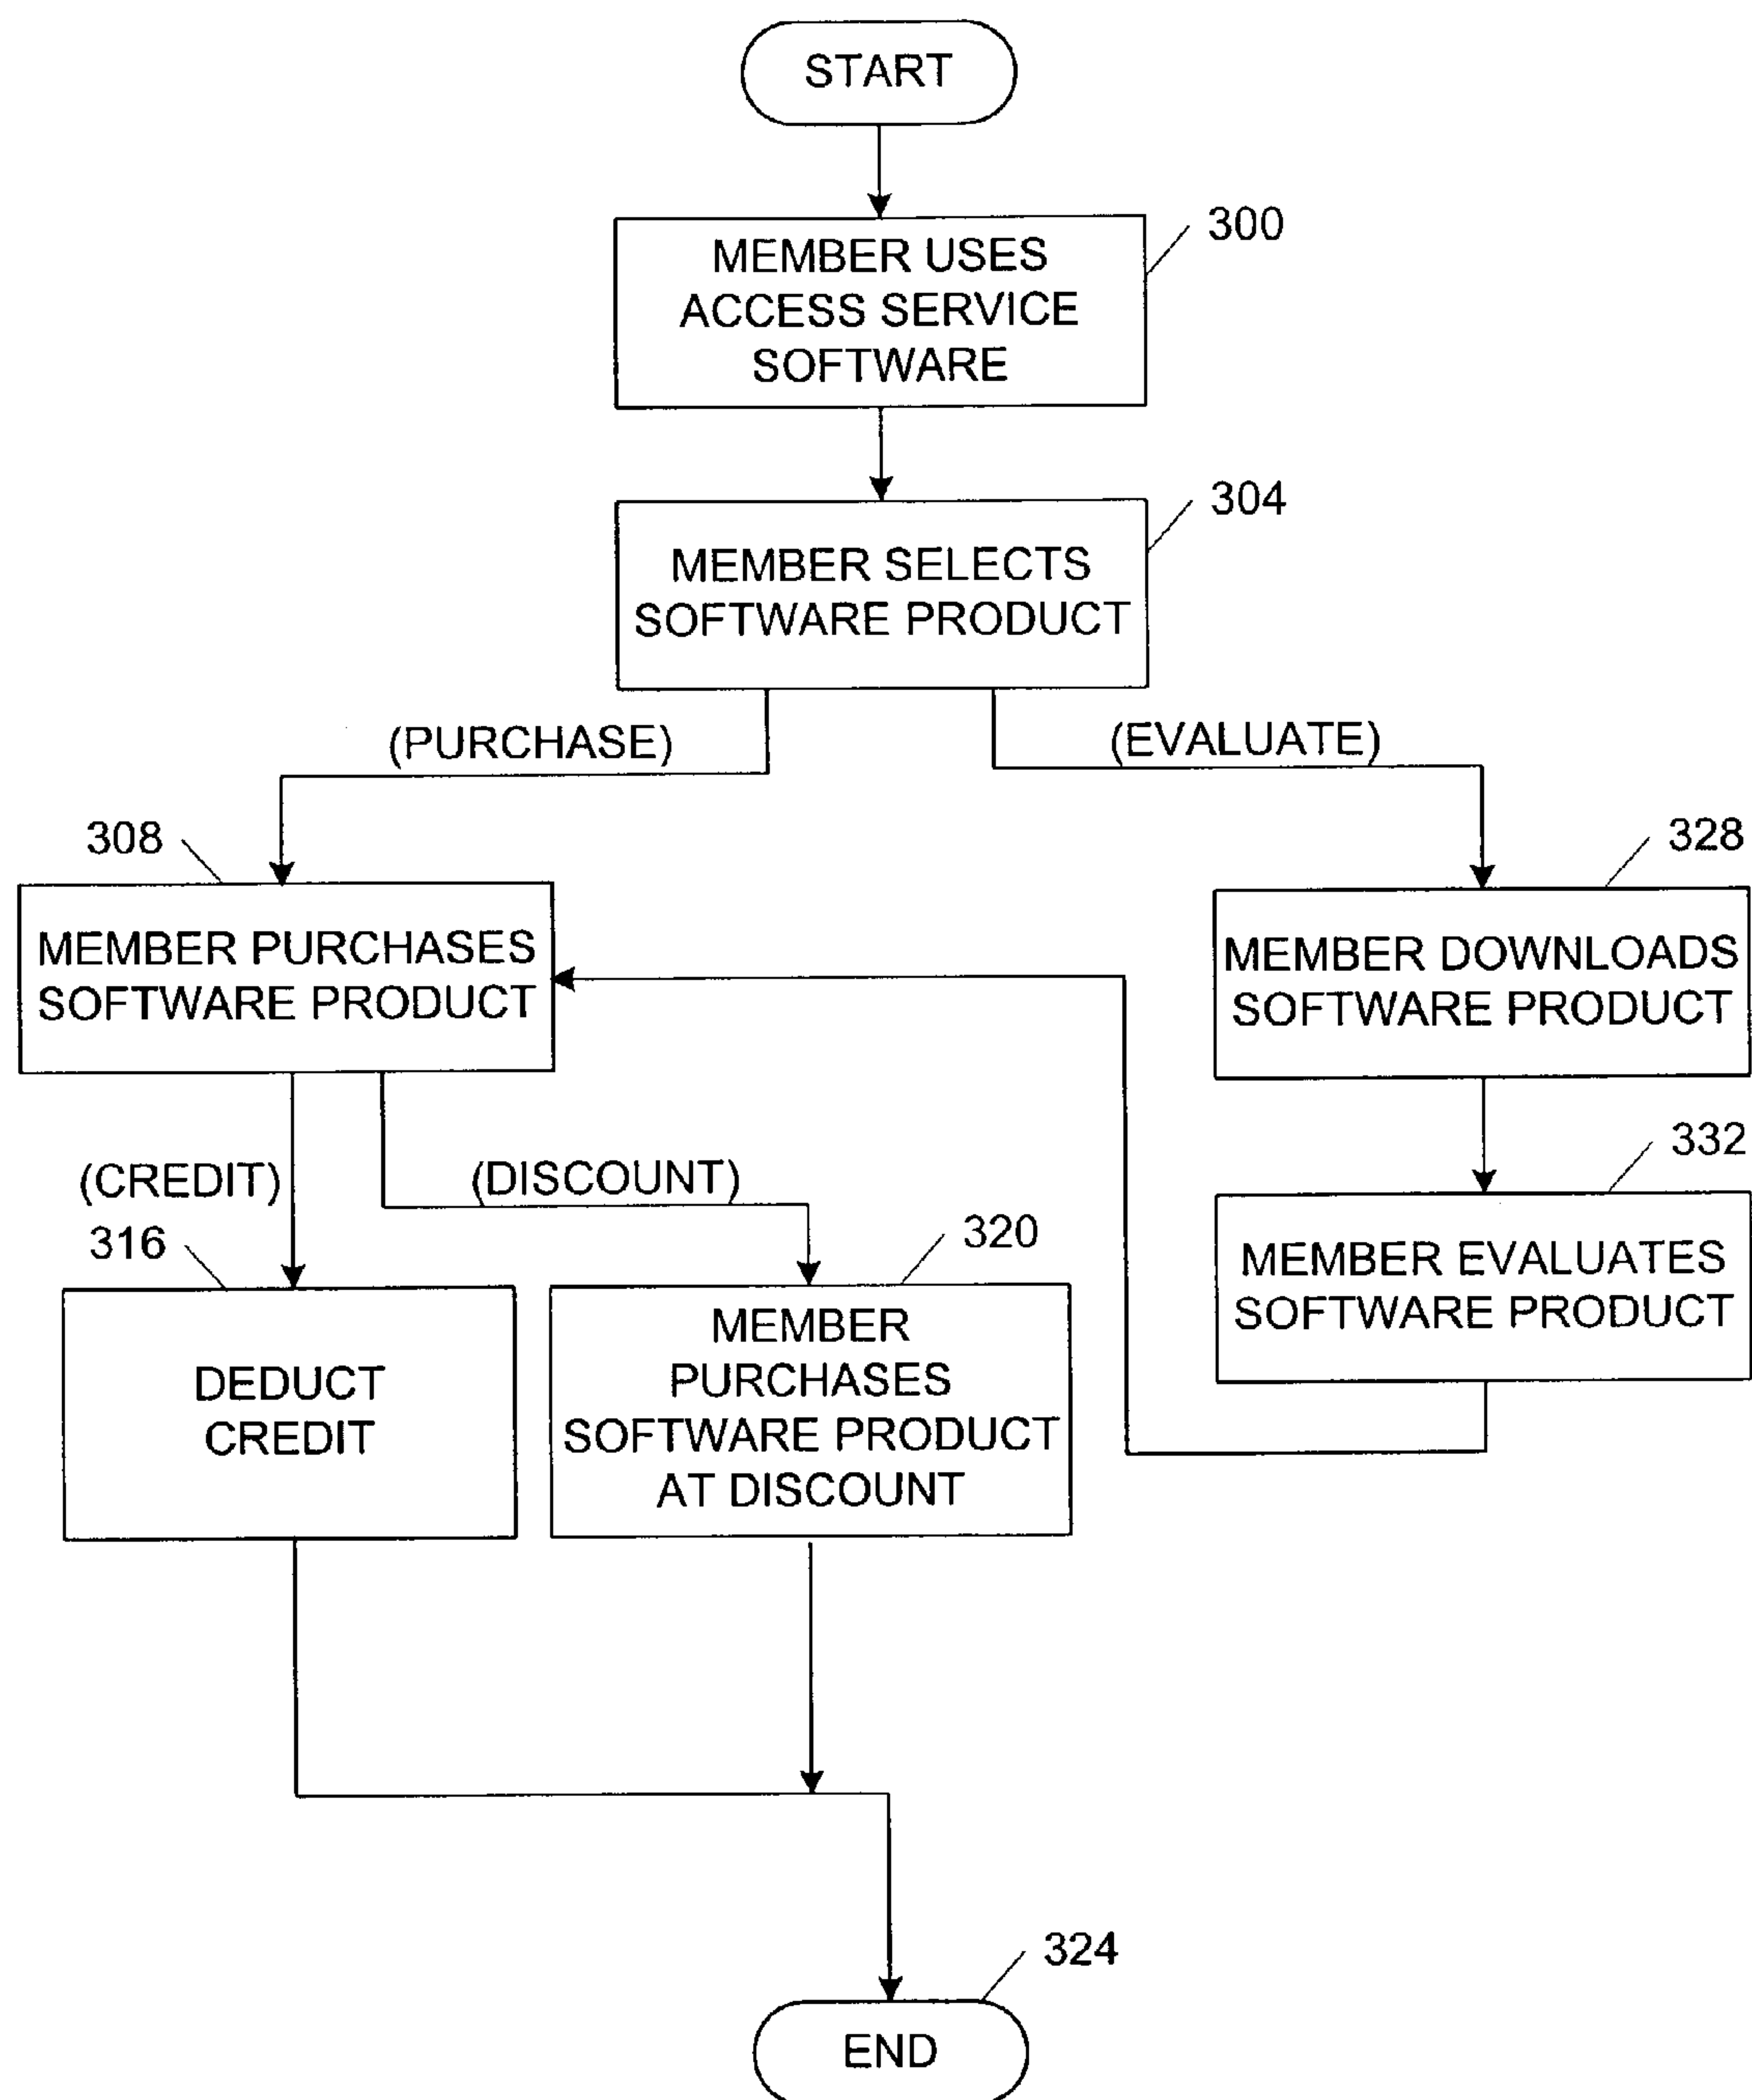 START
300
MEMBER USES
ACCESS SERVICE
SOFTWARE
304
MEMBER SELECTS
SOFTWARE PRODUCT
(PURCHASE)
(EVALUATE)
308
MEMBER PURCHASES
SOFTWARE PRODUCT
328
MEMBER DOWNLOADS
SOFTWARE PRODUCT
332
MEMBER EVALUATES
SOFTWARE PRODUCT
(CREDIT)
(DISCOUNT)
316
DEDUCT
CREDIT
320
MEMBER
PURCHASES
SOFTWARE PRODUCT
AT DISCOUNT
324
END